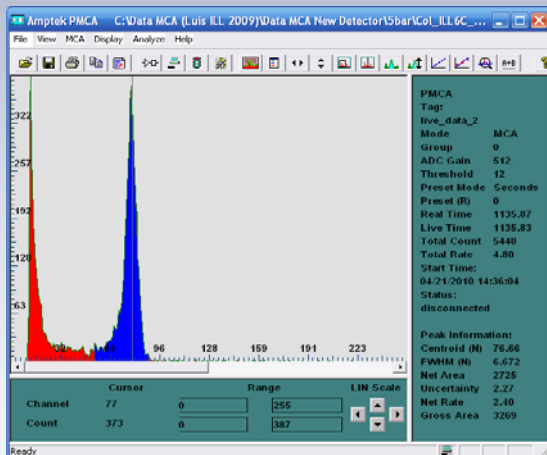 Amptek PMCA C:\Data MCA (Luis ILL 2009)\Data MCA New Detector\5bar\Col_ILL6C_...
File View MCA Display Analyze Help
A+B
322
257
192
128
63
32
96
128
159
191
223
PMCA
Tag:
live_data_2
Mode MCA
Group 0
ADC Gain 512
Threshold 12
Preset Mode Seconds
Preset (R) 0
Real Time 1135.87
Live Time 1135.83
Total Count 5448
Total Rate 4.80
Start Time:
04/21/2010 14:36:04
Status:
disconnected
Peak Information:
Centroid (N) 76.66
FWHM (N) 6.672
Net Area 2725
Uncertainty 2.27
Net Rate 2.40
Gross Area 3269
Cursor Range LIN Scale
Channel 77 0 255
Count 373 0 387
Ready